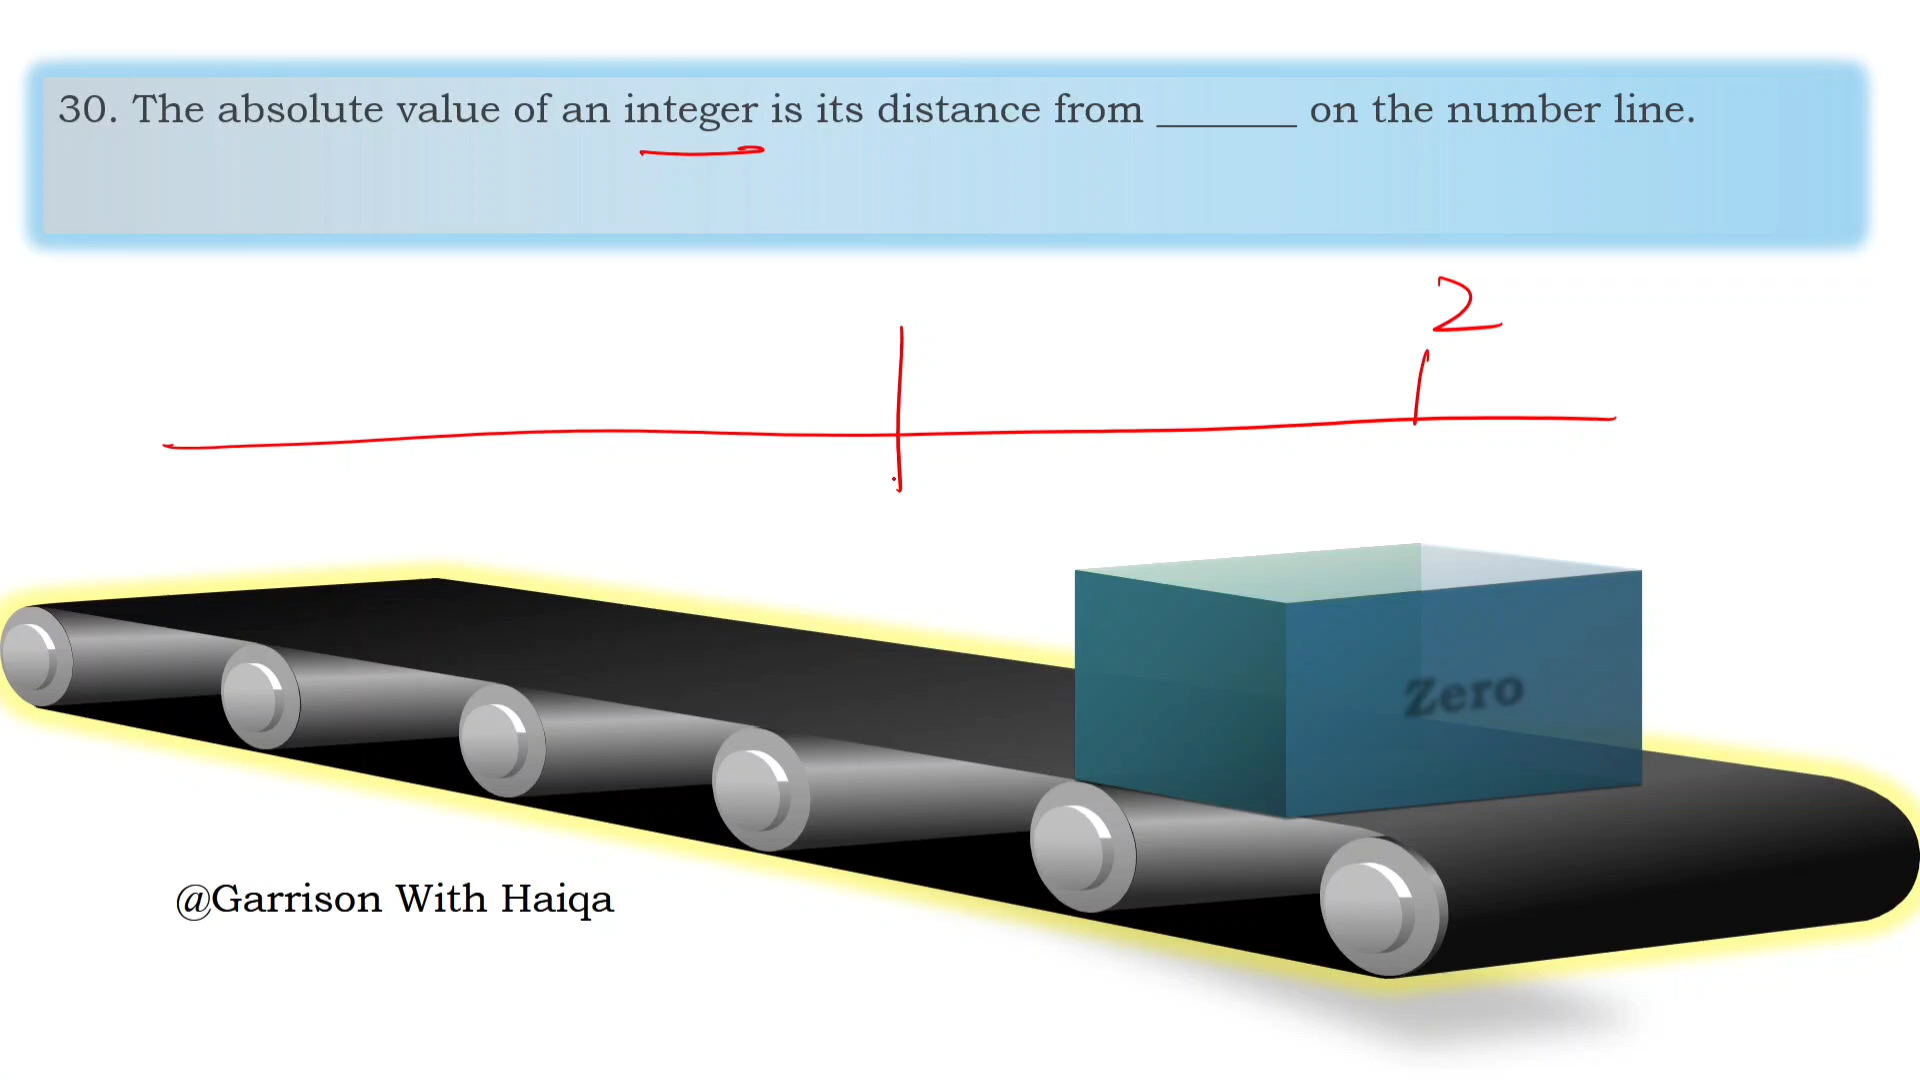 30. The absolute value of an integer is its distance from _______ on the number line.
2
Zero
@Garrison With Haiqa